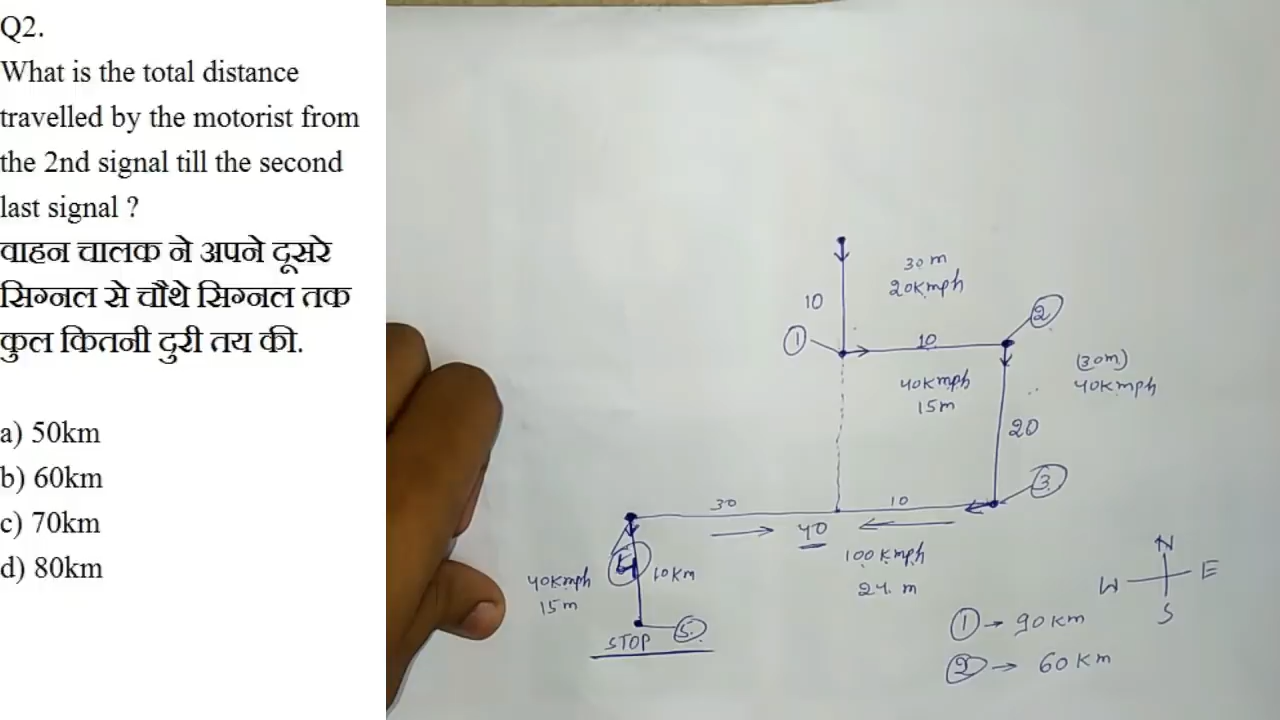 Q2.
What is the total distance
travelled by the motorist from
the 2nd signal till the second
last signal ?
वाहन चालक ने अपने दूसरे
सिग्नल से चौथे सिग्नल तक
कुल कितनी दुरी तय की.
a) 50km
b) 60km
c) 70km
d) 80km
30m
20kmph
10
1
10
2
40kmph
15m
(30m)
40kmph
20
3
30
10
40
100kmph
24 m
4
10km
40kmph
15m
STOP
5
N
W
E
S
1 → 90km
2 → 60km